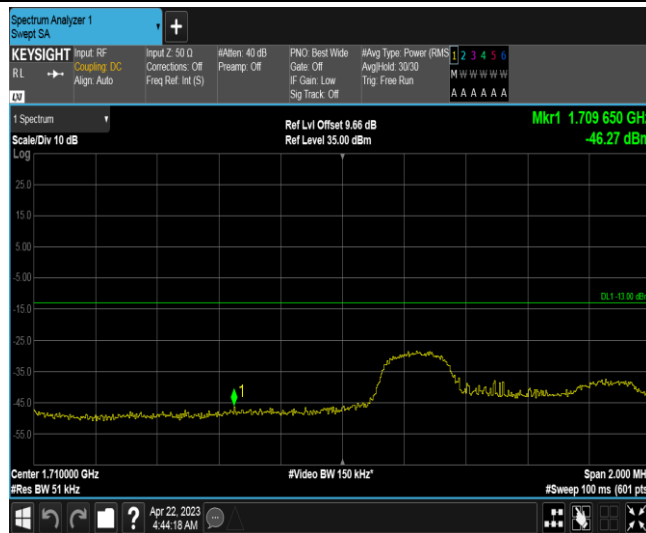 Spectrum Analyzer 1
Swept SA
KEYSIGHT
RL
Input: RF
Coupling: DC
Align: Auto
Input Z: 50 Ω
Corrections: Off
Freq Ref: Int (S)
#Atten: 40 dB
Preamp: Off
PNO: Best Wide
Gate: Off
IF Gain: Low
Sig Track: Off
#Avg Type: Power (RMS
Avg|Hold: 30/30
Trig: Free Run
1 2 3 4 5 6
M W W W W W
A A A A A A
1 Spectrum
Scale/Div 10 dB
Ref Lvl Offset 9.66 dB
Ref Level 35.00 dBm
Mkr1 1.709 650 GHz
-46.27 dBm
Log
25.0
15.0
5.00
-5.00
DL1 -13.00 dBm
-15.0
-25.0
-35.0
1
-45.0
-55.0
Center 1.710000 GHz
#Video BW 150 kHz*
Span 2.000 MH
#Res BW 51 kHz
#Sweep 100 ms (601 pts
?
Apr 22, 2023
4:44:18 AM